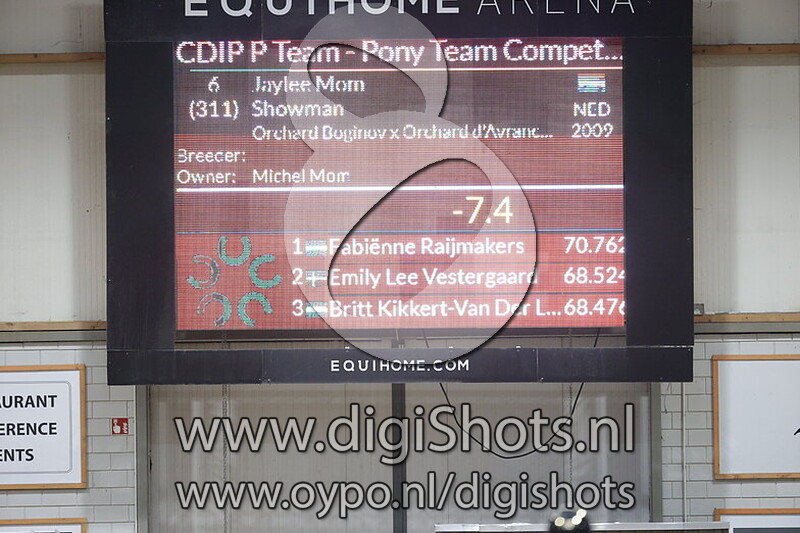 EQUIHOME ARENA
CDIP P Team - Pony Team Compet...
6 Jaylee Mom
(311) Showman NED
Orchard Boginov x Orchard d'Avranc... 2009
Breecer:
Owner: Michel Mom
-7.4
1 Fabiënne Raijmakers 70.762
2 Emily Lee Vestergaard 68.524
3 Britt Kikkert-Van Der L... 68.476
EQUIHOME.COM
AURANT
FERENCE
ENTS
www.digiShots.nl
www.oypo.nl/digishots